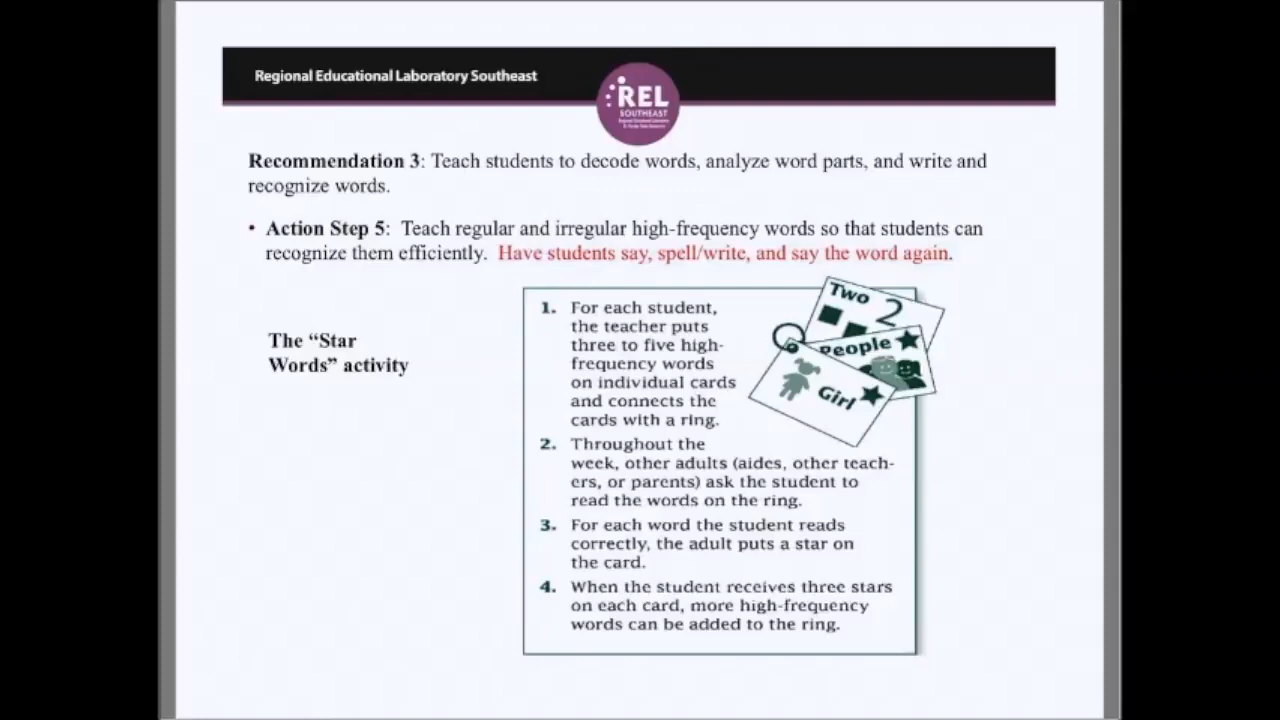 Regional Educational Laboratory Southeast
REL
SOUTHEAST
Recommendation 3: Teach students to decode words, analyze word parts, and write and
recognize words.
• Action Step 5: Teach regular and irregular high-frequency words so that students can
recognize them efficiently. Have students say, spell/write, and say the word again.
The “Star
Words” activity
1. For each student,
the teacher puts
three to five high-
frequency words
on individual cards
and connects the
cards with a ring.
Two 2
People
Girl
2. Throughout the
week, other adults (aides, other teach-
ers, or parents) ask the student to
read the words on the ring.
3. For each word the student reads
correctly, the adult puts a star on
the card.
4. When the student receives three stars
on each card, more high-frequency
words can be added to the ring.